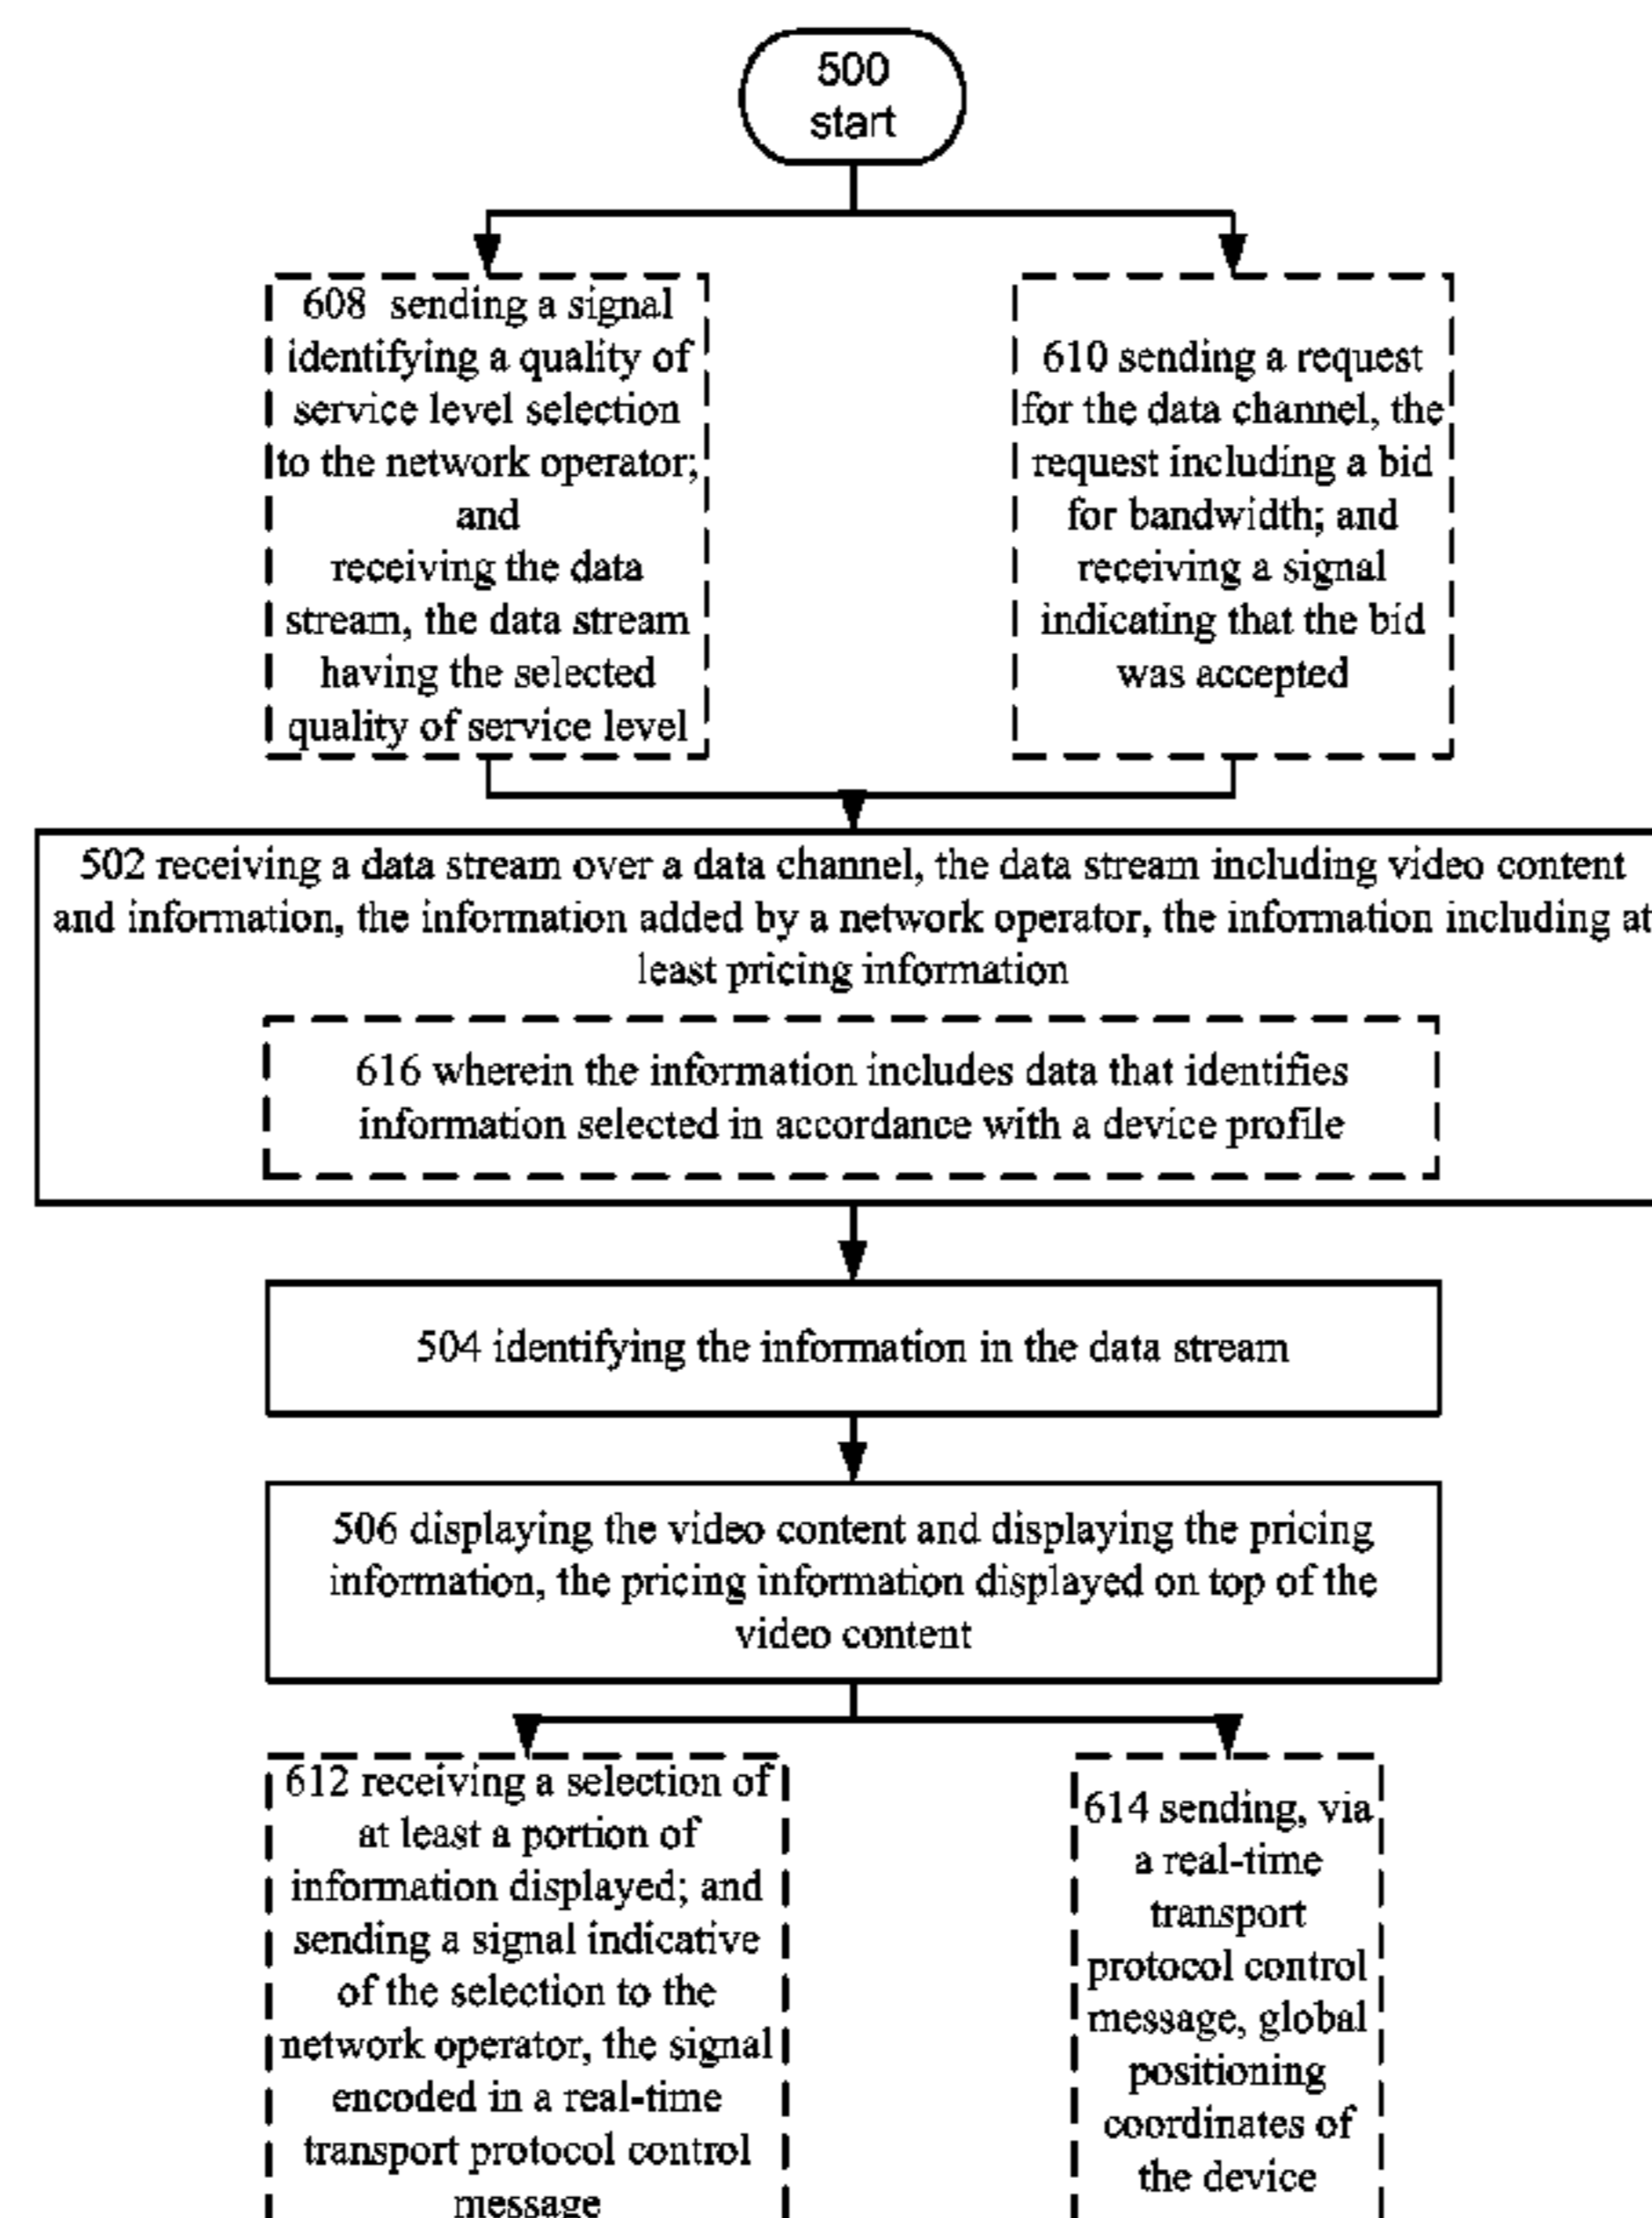 500
start
608 sending a signal
identifying a quality of
service level selection
to the network operator;
and
receiving the data
stream, the data stream
having the selected
quality of service level
610 sending a request
for the data channel, the
request including a bid
for bandwidth; and
receiving a signal
indicating that the bid
was accepted
502 receiving a data stream over a data channel, the data stream including video content
and information, the information added by a network operator, the information including at
least pricing information
616 wherein the information includes data that identifies
information selected in accordance with a device profile
504 identifying the information in the data stream
506 displaying the video content and displaying the pricing
information, the pricing information displayed on top of the
video content
612 receiving a selection of
at least a portion of
information displayed; and
sending a signal indicative
of the selection to the
network operator, the signal
encoded in a real-time
transport protocol control
message
614 sending, via
a real-time
transport
protocol control
message, global
positioning
coordinates of
the device